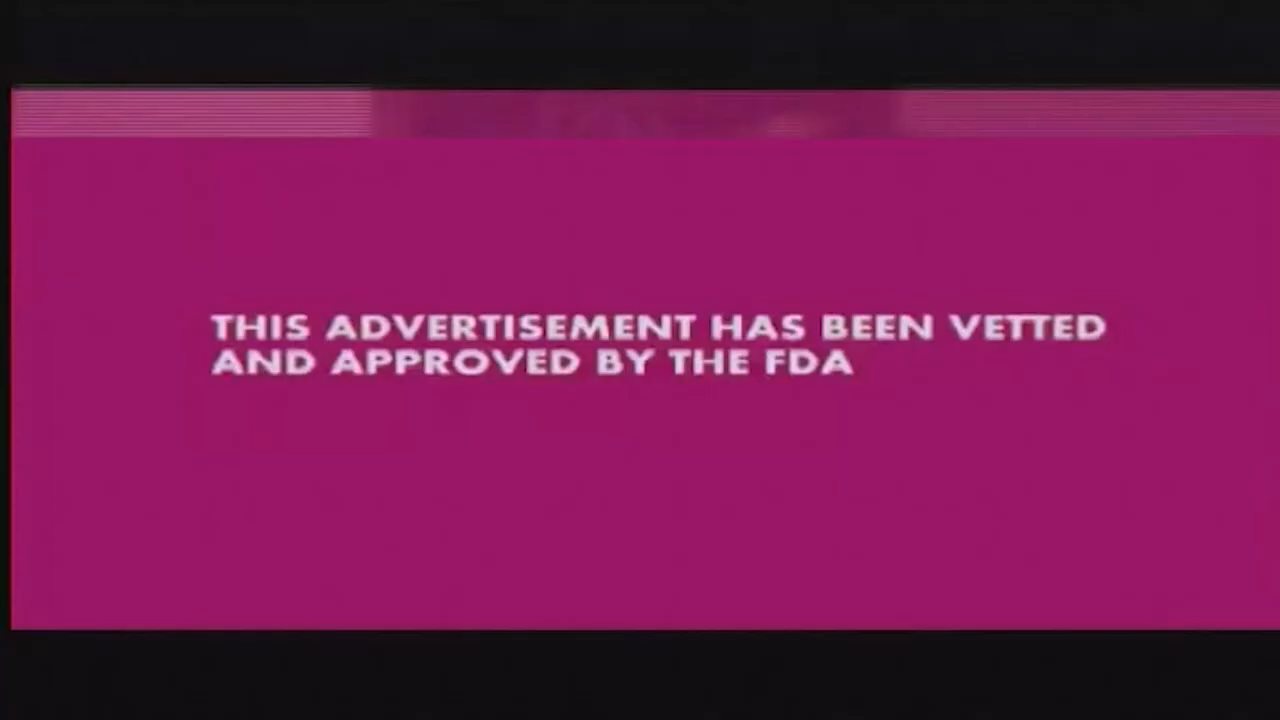 THIS ADVERTISEMENT HAS BEEN VETTED
AND APPROVED BY THE FDA